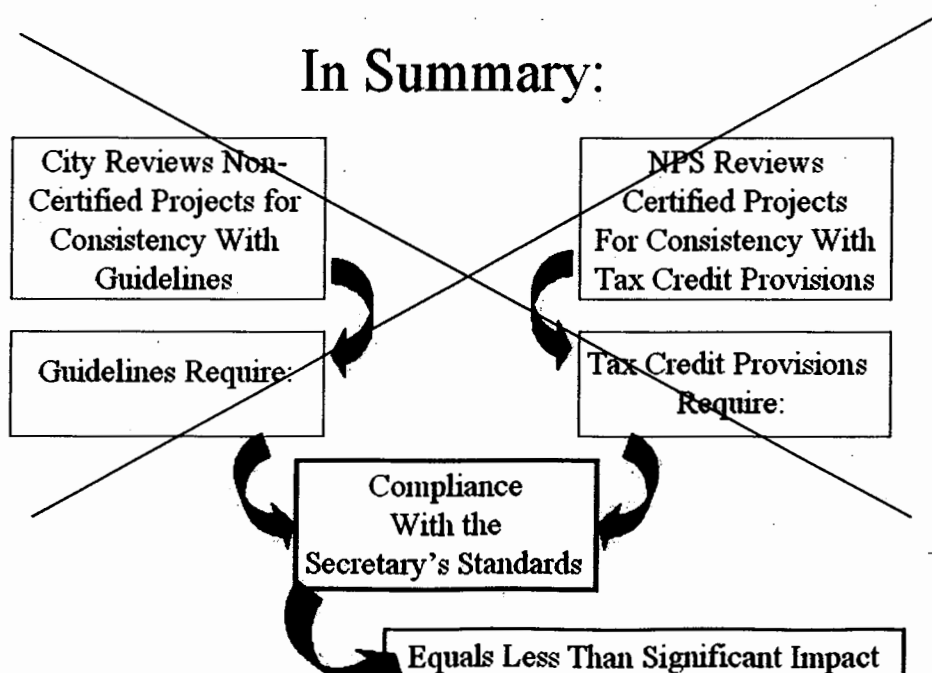 In Summary:
City Reviews Non-
Certified Projects for
Consistency With
Guidelines
NPS Reviews
Certified Projects
For Consistency With
Tax Credit Provisions
Guidelines Require:
Tax Credit Provisions
Require:
Compliance
With the
Secretary's Standards
Equals Less Than Significant Impact